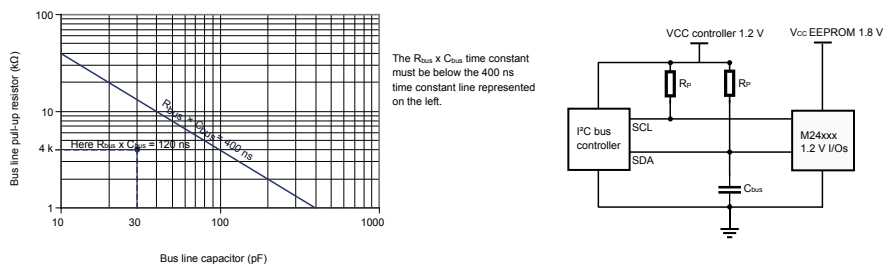 Bus line pull-up resistor (kΩ)
100
10
4 k
1
Here Rbus x Cbus = 120 ns
Rbus x Cbus = 400 ns
10
30
100
1000
Bus line capacitor (pF)
The Rbus x Cbus time constant
must be below the 400 ns
time constant line represented
on the left.
VCC controller 1.2 V
VCC EEPROM 1.8 V
RP
RP
I²C bus
controller
SCL
SDA
M24xxx
1.2 V I/Os
Cbus